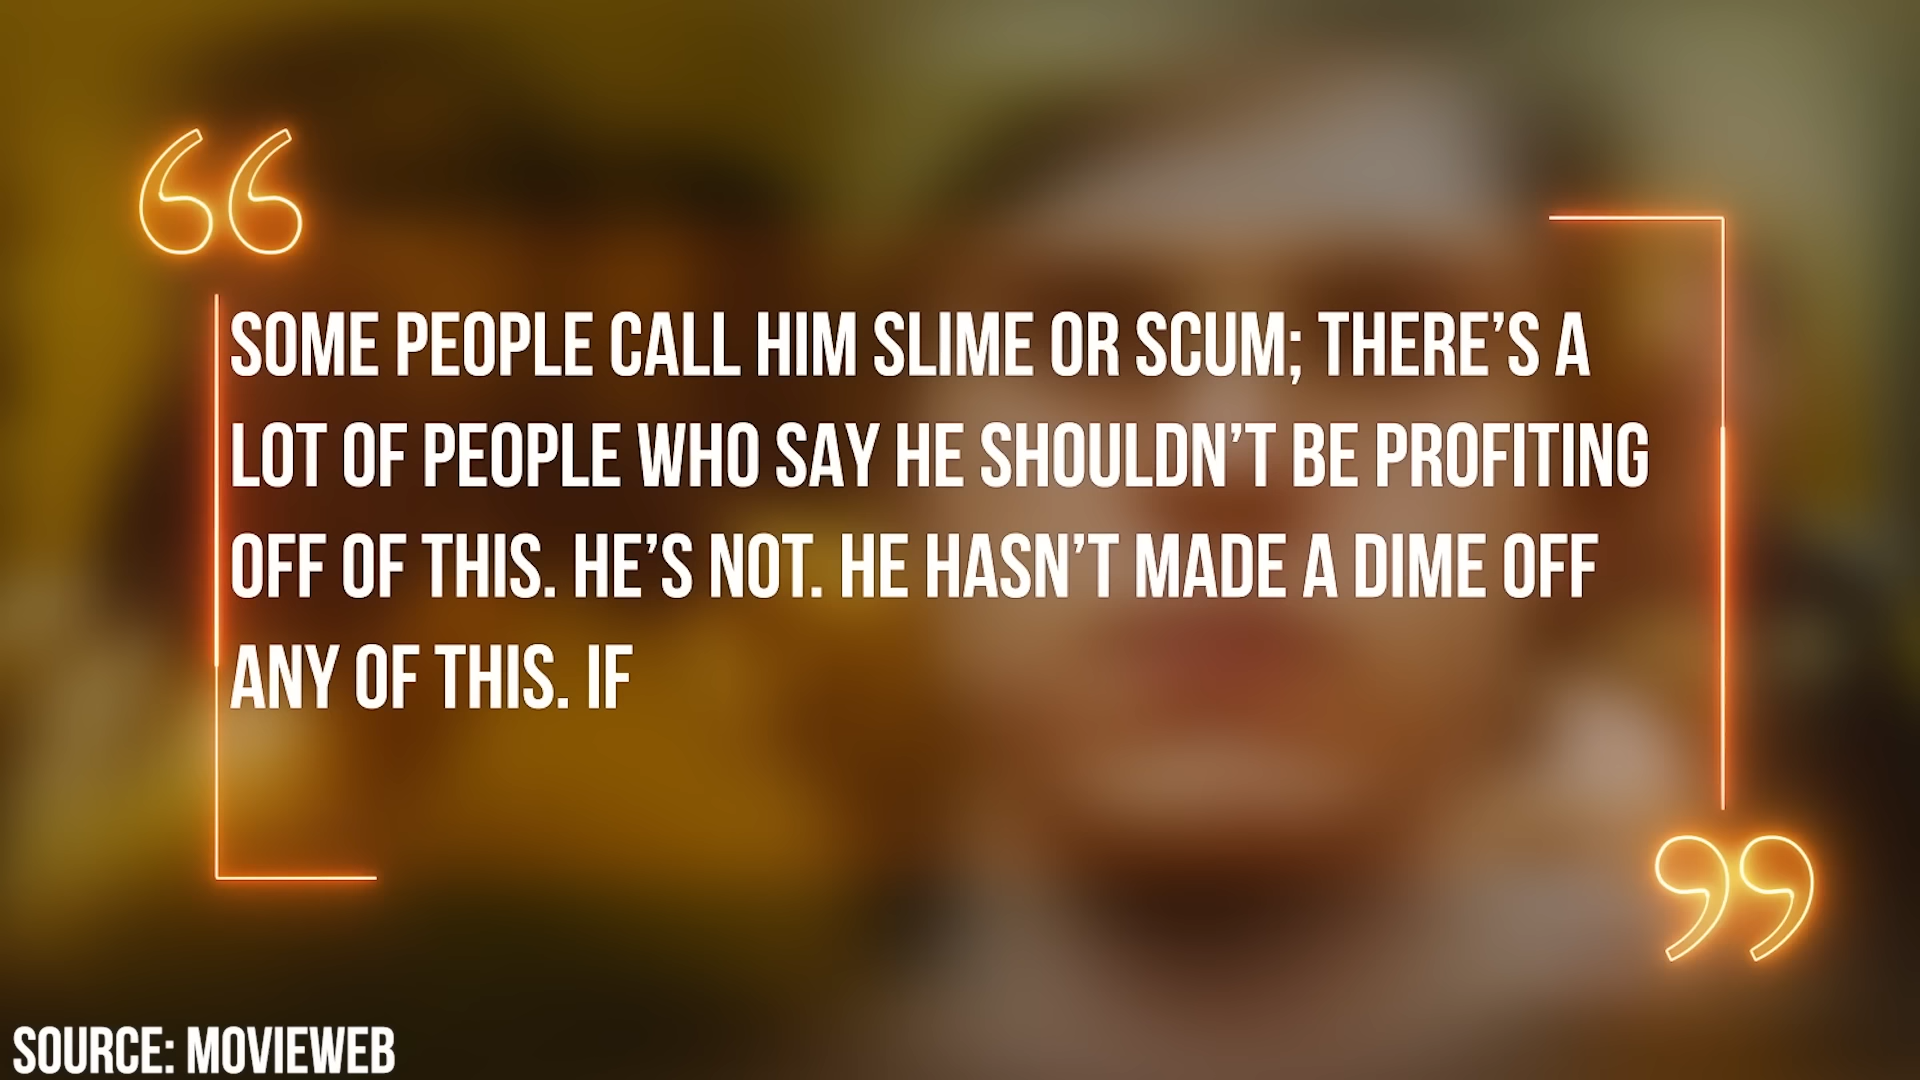 SOME PEOPLE CALL HIM SLIME OR SCUM; THERE’S A
LOT OF PEOPLE WHO SAY HE SHOULDN’T BE PROFITING
OFF OF THIS. HE’S NOT. HE HASN’T MADE A DIME OFF
ANY OF THIS. IF
SOURCE: MOVIEWEB